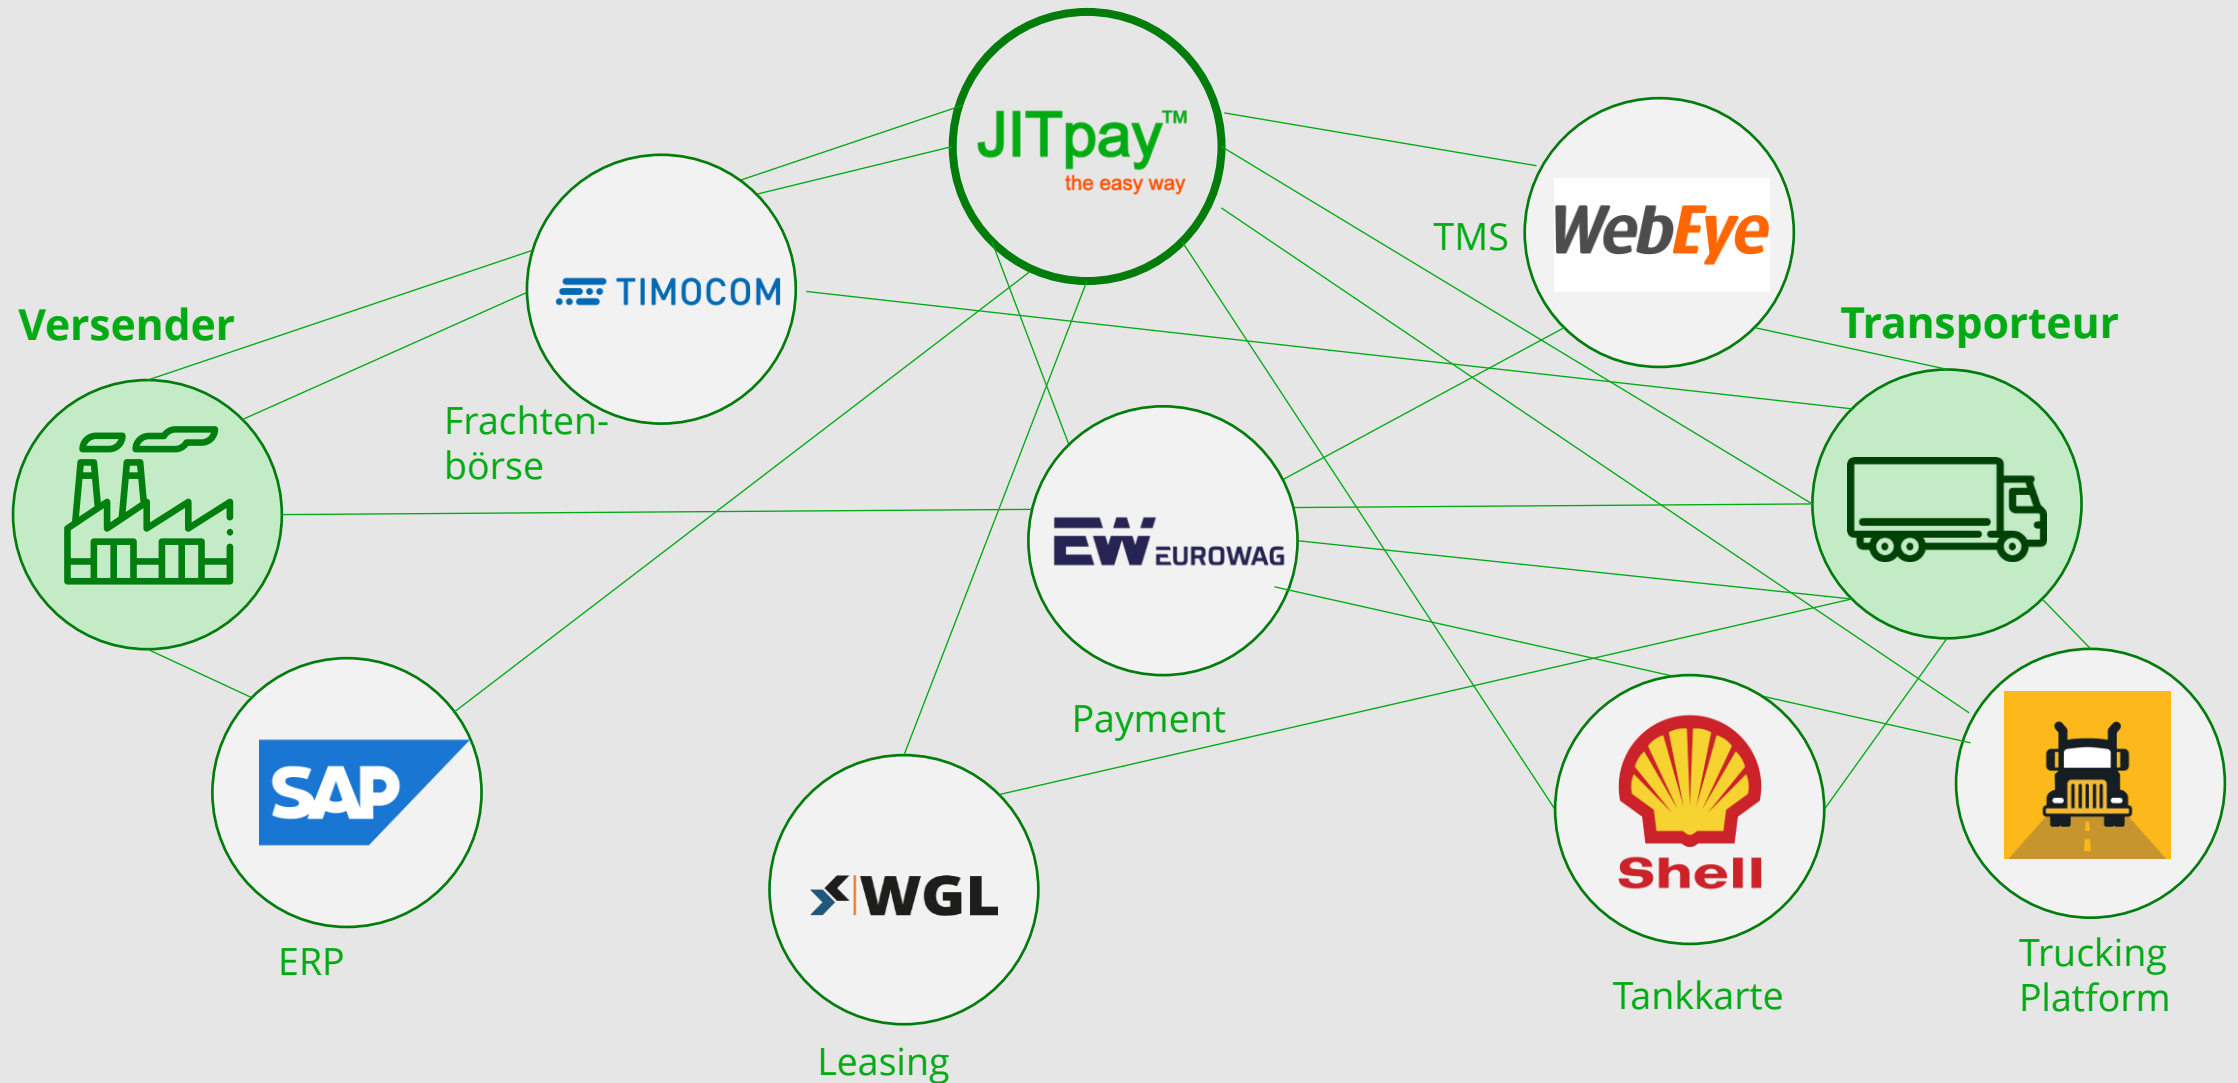 JITpay™
the easy way
WebEye
TMS
TIMOCOM
Versender
Transporteur
Frachten-
börse
EW EUROWAG
SAP
Payment
Shell
WGL
ERP
Trucking
Platform
Tankkarte
Leasing